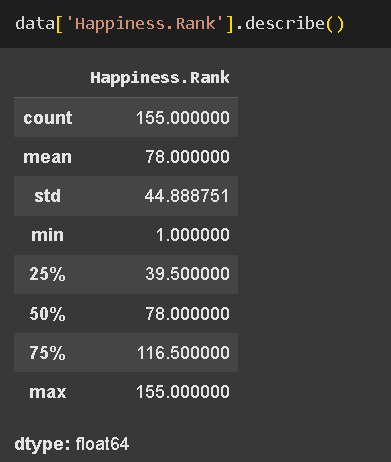 data['Happiness.Rank'].describe()
Happiness.Rank
count 155.000000
mean 78.000000
std 44.888751
min 1.000000
25% 39.500000
50% 78.000000
75% 116.500000
max 155.000000
dtype: float64